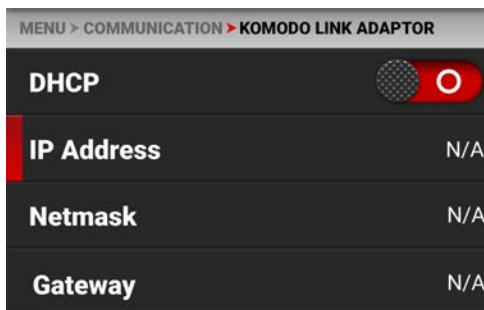 MENU > COMMUNICATION > KOMODO LINK ADAPTOR
DHCP
IP Address N/A
Netmask N/A
Gateway N/A